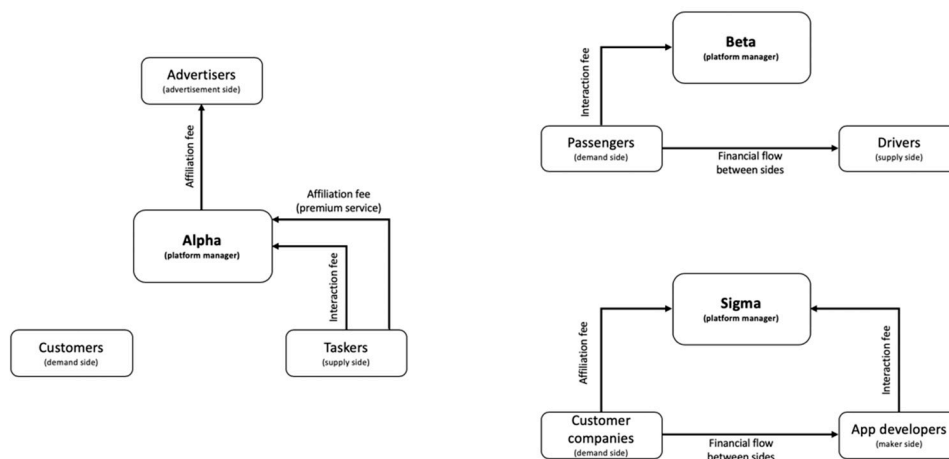 Advertisers
(advertisement side)
Affiliation fee
Affiliation fee
(premium service)
Alpha
(platform manager)
Interaction fee
Customers
(demand side)
Taskers
(supply side)
Beta
(platform manager)
Interaction fee
Passengers
(demand side)
Financial flow
between sides
Drivers
(supply side)
Sigma
(platform manager)
Affiliation fee
Interaction fee
Customer
companies
(demand side)
Financial flow
between sides
App developers
(maker side)